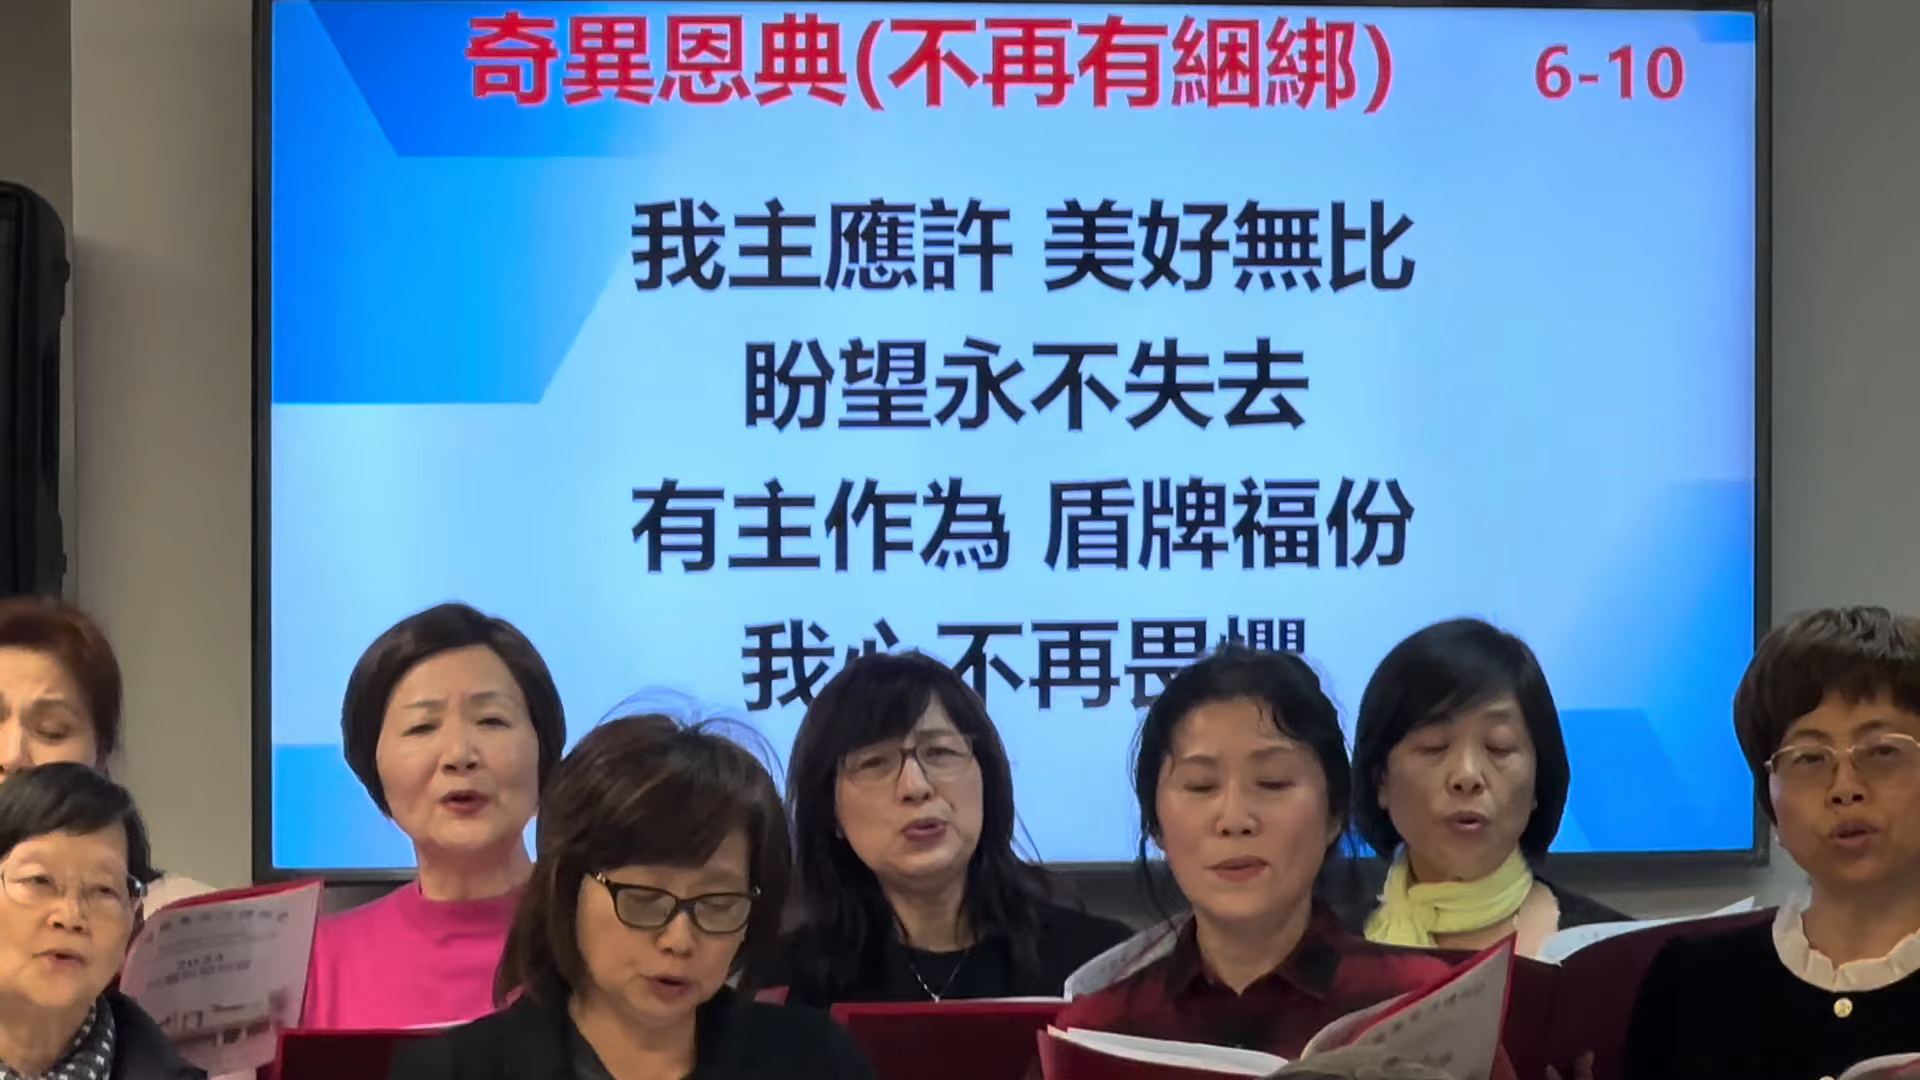 奇異恩典(不再有綑綁) 6-10
我主應許 美好無比
盼望永不失去
有主作為 盾牌福份
我心不再畏懼